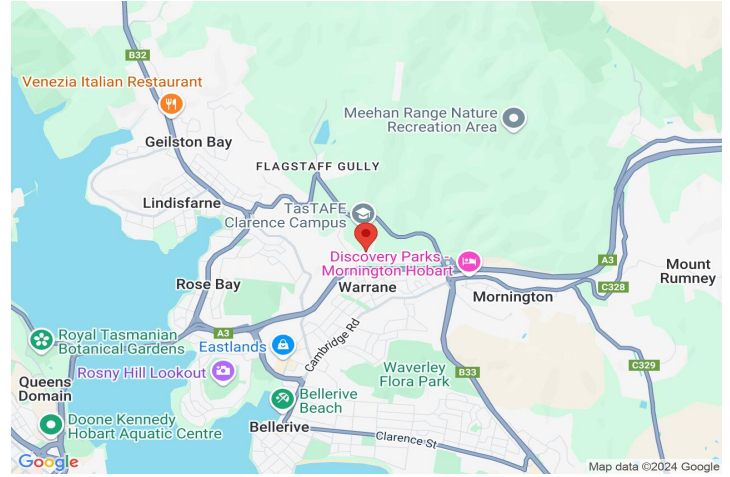 B32
Venezia Italian Restaurant
Meehan Range Nature
Recreation Area
Geilston Bay
FLAGSTAFF GULLY
Lindisfarne
TasTAFE
Clarence Campus
Discovery Parks -
Mornington Hobart
A3
Mount
Rumney
Rose Bay
Warrane
Mornington
C328
Royal Tasmanian
Botanical Gardens
A3
Eastlands
Cambridge Rd
Rosny Hill Lookout
Waverley
Flora Park
B33
C329
Queens
Domain
Bellerive
Beach
Doone Kennedy
Hobart Aquatic Centre
Bellerive
Clarence St
Google
Map data ©2024 Google